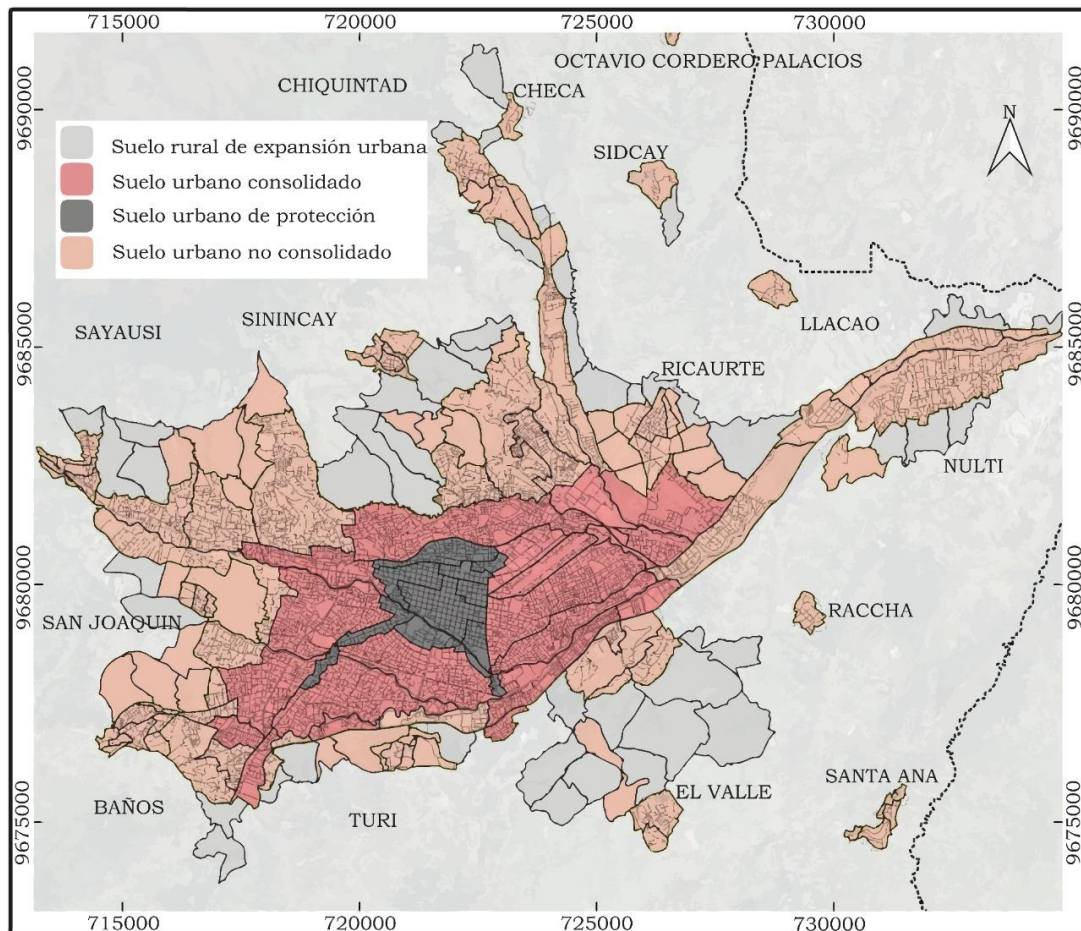 715000
720000
725000
730000
OCTAVIO CORDERO PALACIOS
CHIQUINTAD
CHECA
9690000
9690000
N
Suelo rural de expansión urbana
Suelo urbano consolidado
Suelo urbano de protección
Suelo urbano no consolidado
SIDCAY
SAYAUSI
SININCAY
LLACAO
9685000
9685000
RICAURTE
NULTI
9680000
9680000
SAN JOAQUIN
RACCHA
SANTA ANA
EL VALLE
BAÑOS
TURI
9675000
9675000
715000
720000
725000
730000